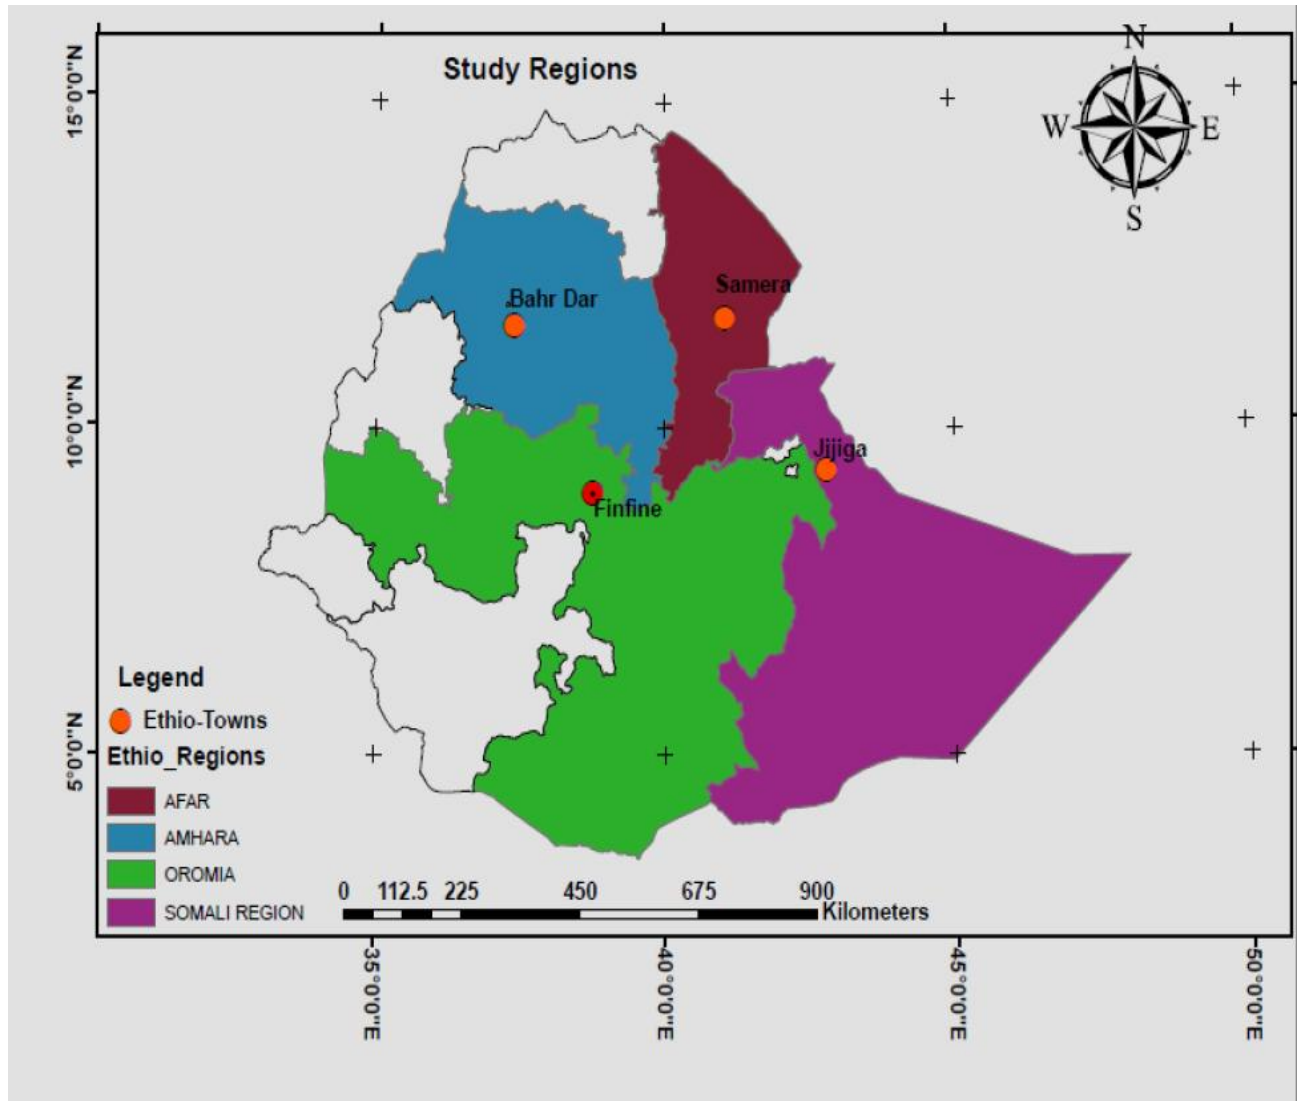 Study Regions
N
W
E
S
15°0'0"N
10°0'0"N
5°0'0"N
Samera
Bahr Dar
Jijiga
Finfine
Legend
Ethio-Towns
Ethio_Regions
AFAR
AMHARA
OROMIA
SOMALI REGION
0 112.5 225 450 675 900
Kilometers
35°0'0"E
40°0'0"E
45°0'0"E
50°0'0"E